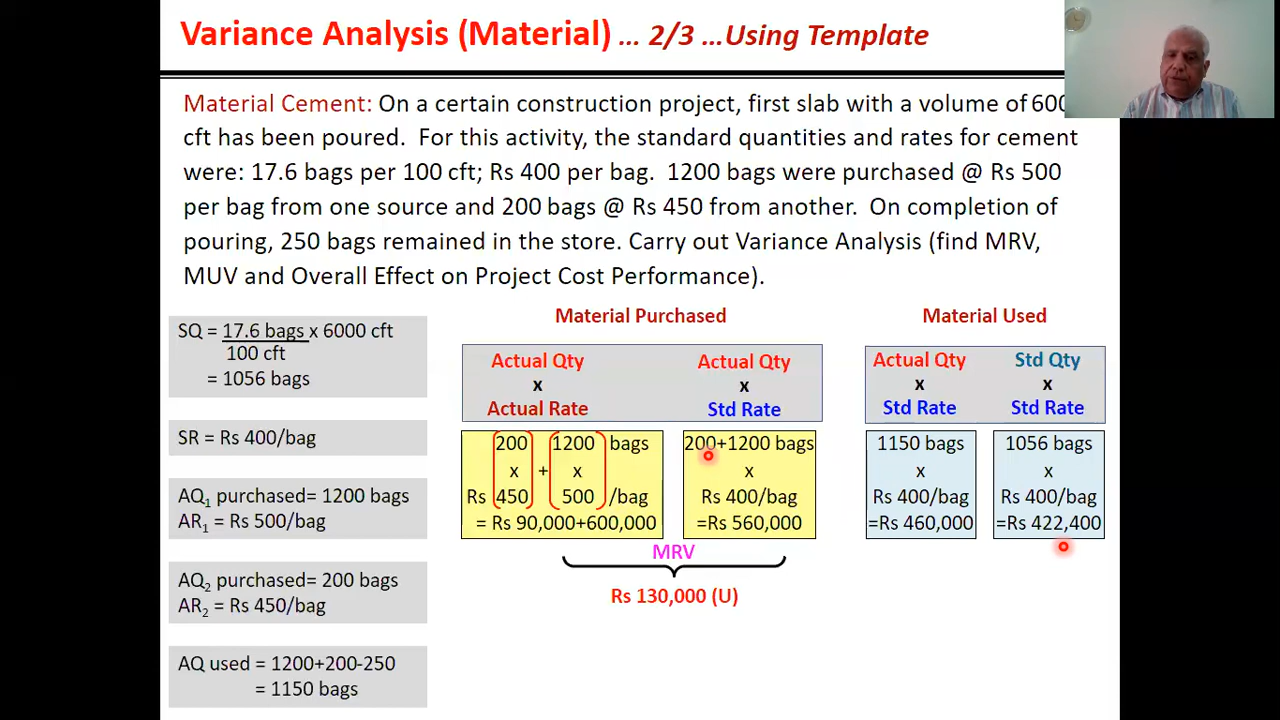 Variance Analysis (Material) ... 2/3 ...Using Template
Material Cement: On a certain construction project, first slab with a volume of 600
cft has been poured. For this activity, the standard quantities and rates for cement
were: 17.6 bags per 100 cft; Rs 400 per bag. 1200 bags were purchased @ Rs 500
per bag from one source and 200 bags @ Rs 450 from another. On completion of
pouring, 250 bags remained in the store. Carry out Variance Analysis (find MRV,
MUV and Overall Effect on Project Cost Performance).
SQ = 17.6 bags x 6000 cft
100 cft
= 1056 bags
SR = Rs 400/bag
AQ1 purchased= 1200 bags
AR1 = Rs 500/bag
AQ2 purchased= 200 bags
AR2 = Rs 450/bag
AQ used = 1200+200-250
= 1150 bags
Material Purchased
Actual Qty
x
Actual Rate
Actual Qty
x
Std Rate
200 1200 bags
x + x
Rs 450 500 /bag
= Rs 90,000+600,000
200+1200 bags
x
Rs 400/bag
=Rs 560,000
MRV
Rs 130,000 (U)
Material Used
Actual Qty
x
Std Rate
Std Qty
x
Std Rate
1150 bags
x
Rs 400/bag
=Rs 460,000
1056 bags
x
Rs 400/bag
=Rs 422,400